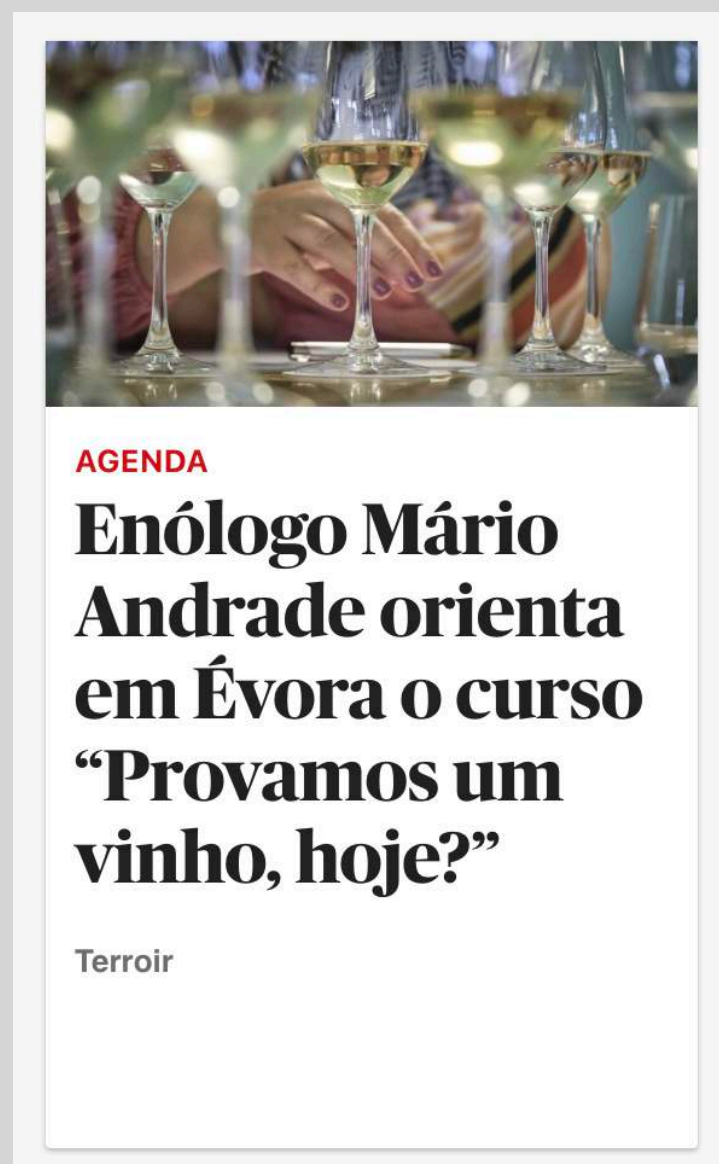 AGENDA
Enólogo Mário
Andrade orienta
em Évora o curso
“Provamos um
vinho, hoje?”
Terroir